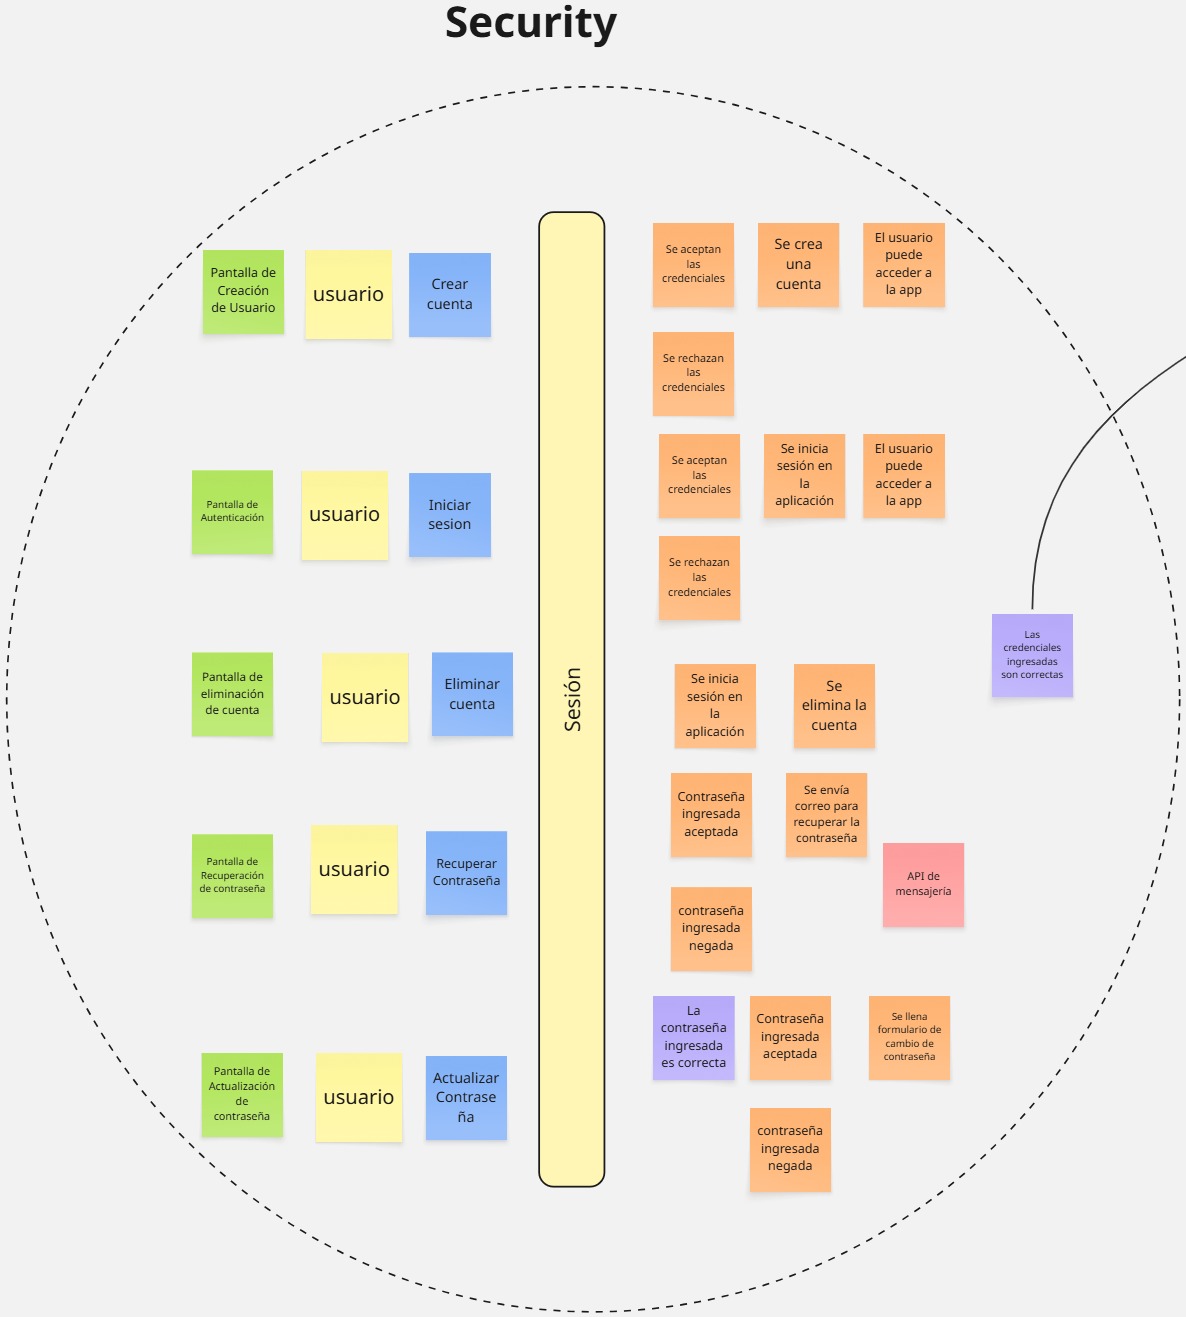 Security
Pantalla de
Creación
de Usuario
usuario
Crear
cuenta
Se aceptan
las
credenciales
Se crea
una
cuenta
El usuario
puede
acceder a
la app
Se rechazan
las
credenciales
Pantalla de
Autenticación
usuario
Iniciar
sesion
Se aceptan
las
credenciales
Se inicia
sesión en
la
aplicación
El usuario
puede
acceder a
la app
Se rechazan
las
credenciales
Las
credenciales
ingresadas
son correctas
Pantalla de
eliminación
de cuenta
usuario
Eliminar
cuenta
Sesión
Se inicia
sesión en
la
aplicación
Se
elimina la
cuenta
Pantalla de
Recuperación
de contraseña
usuario
Recuperar
Contraseña
Contraseña
ingresada
aceptada
Se envía
correo para
recuperar la
contraseña
API de
mensajería
contraseña
ingresada
negada
Pantalla de
Actualización
de
contraseña
usuario
Actualizar
Contrase
ña
La
contraseña
ingresada
es correcta
Contraseña
ingresada
aceptada
Se llena
formulario de
cambio de
contraseña
contraseña
ingresada
negada